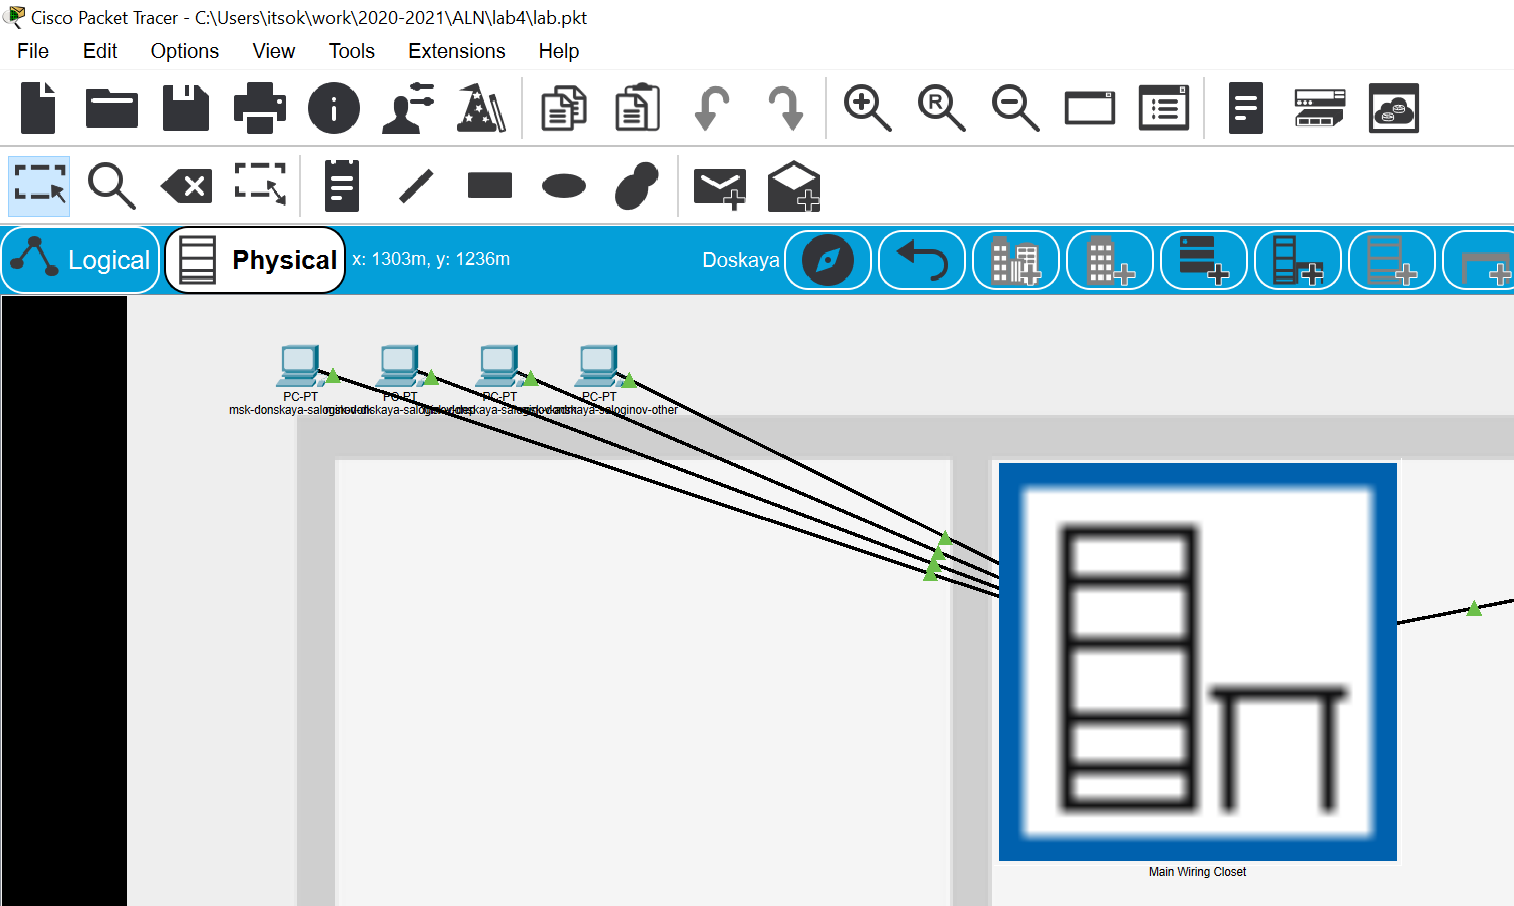 Cisco Packet Tracer - C:\Users\itsok\work\2020-2021\ALN\lab4\lab.pkt
File Edit Options View Tools Extensions Help
Logical Physical x: 1303m, y: 1236m Doskaya
PC-PT PC-PT PC-PT PC-PT
msk-donskaya-saloginov-other
Main Wiring Closet